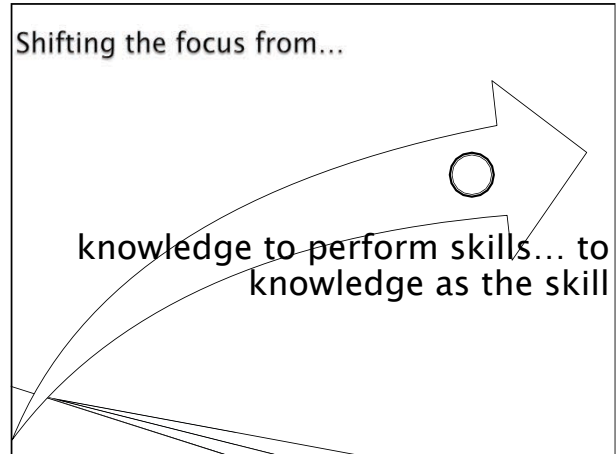 Shifting the focus from...
knowledge to perform skills... to
knowledge as the skill